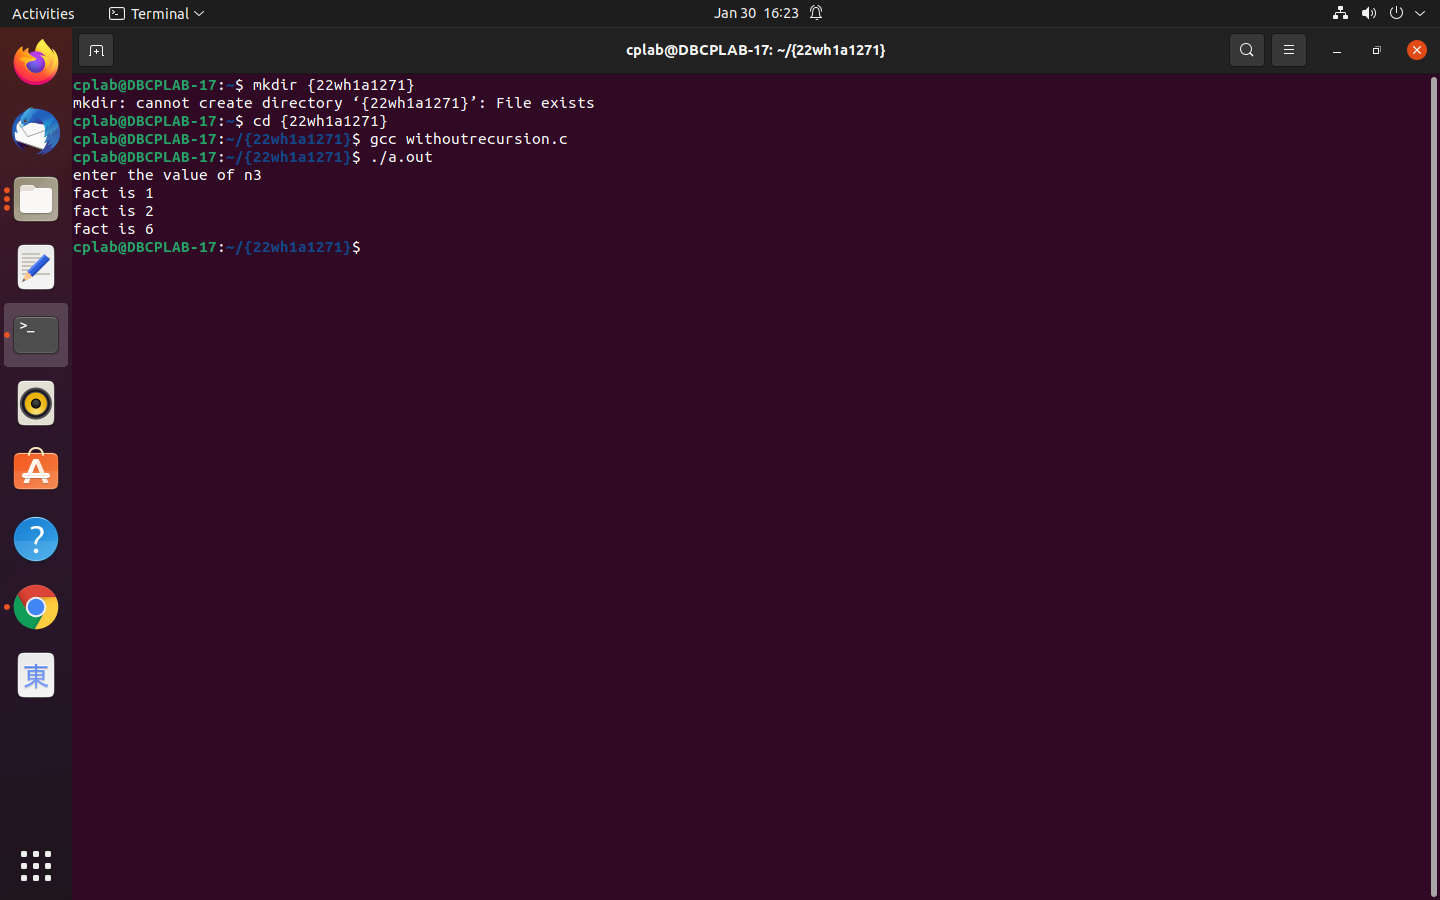 Activities
Terminal
Jan 30 16:23
cplab@DBCPLAB-17: ~/{22wh1a1271}
cplab@DBCPLAB-17:~$ mkdir {22wh1a1271}
mkdir: cannot create directory ‘{22wh1a1271}’: File exists
cplab@DBCPLAB-17:~$ cd {22wh1a1271}
cplab@DBCPLAB-17:~/{22wh1a1271}$ gcc withoutrecursion.c
cplab@DBCPLAB-17:~/{22wh1a1271}$ ./a.out
enter the value of n3
fact is 1
fact is 2
fact is 6
cplab@DBCPLAB-17:~/{22wh1a1271}$
>_
?
東